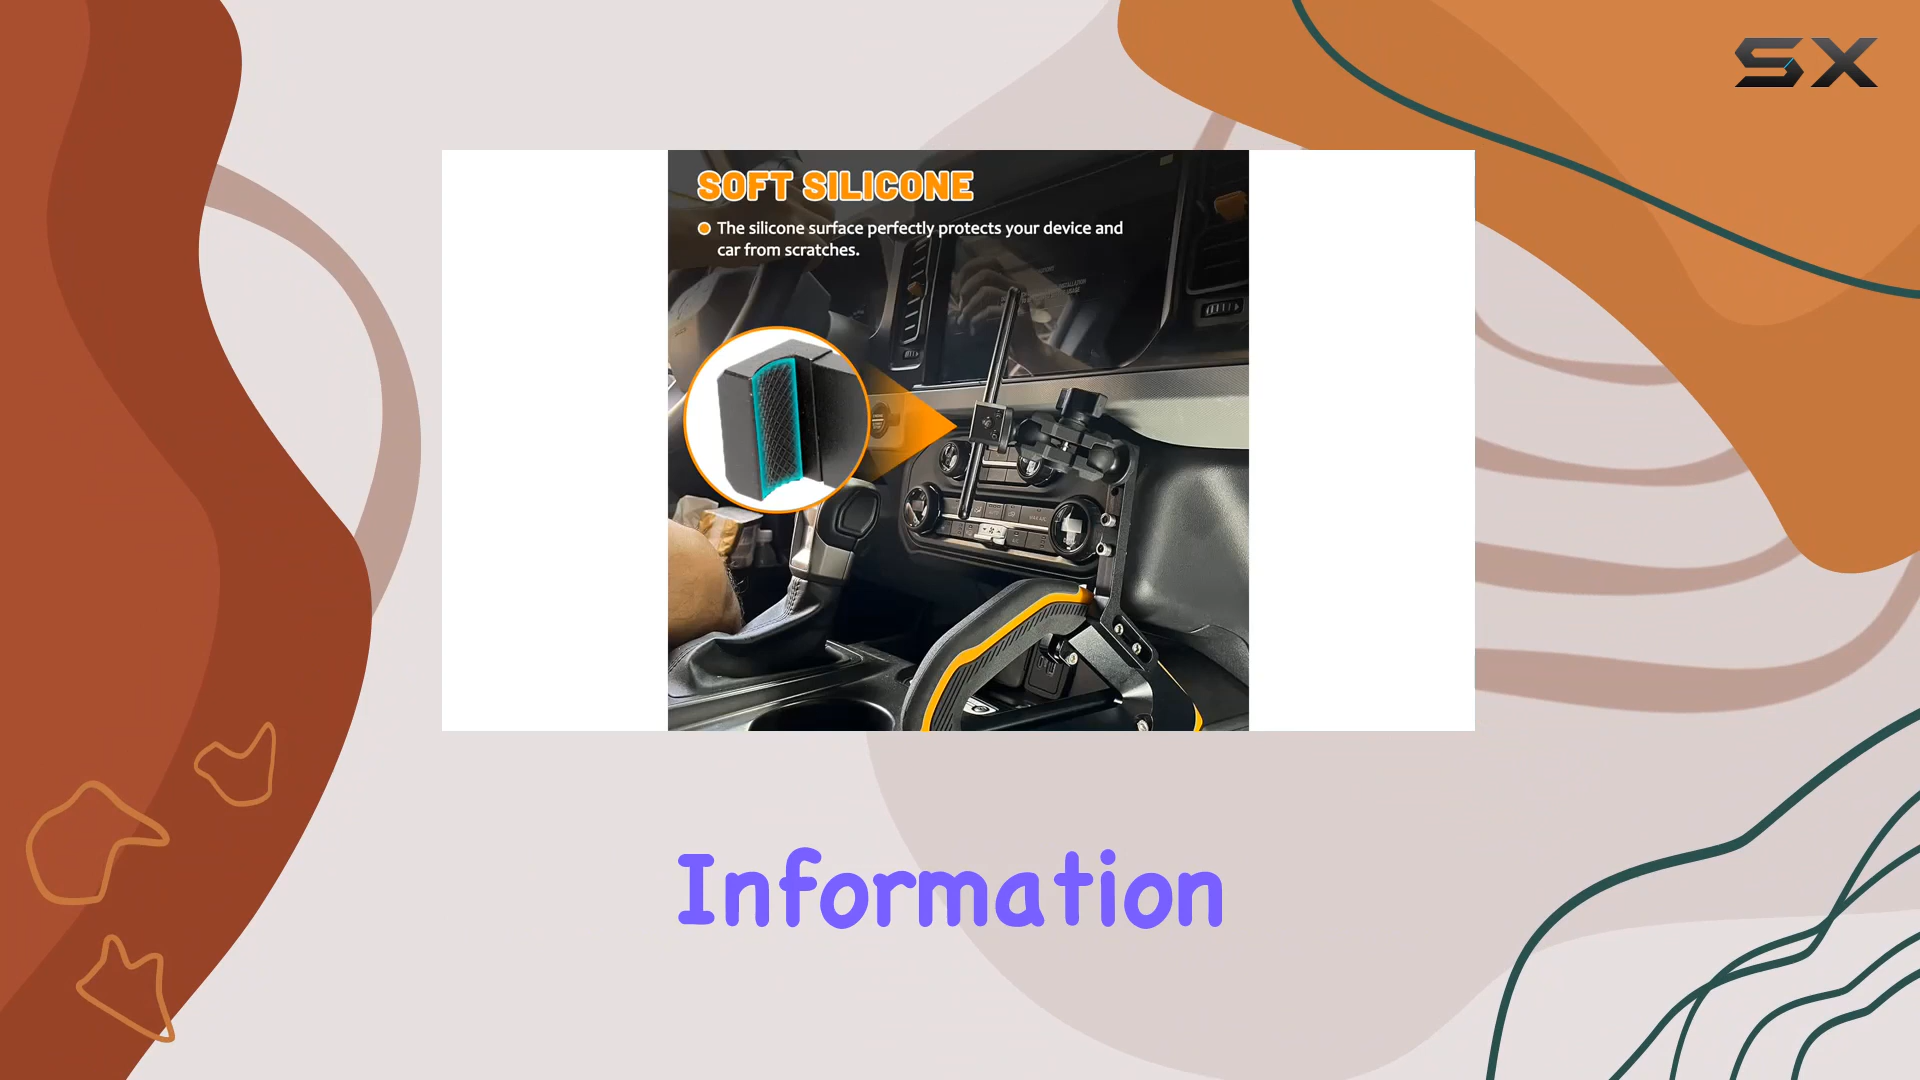 SX
SOFT SILICONE
The silicone surface perfectly protects your device and
car from scratches.
Information